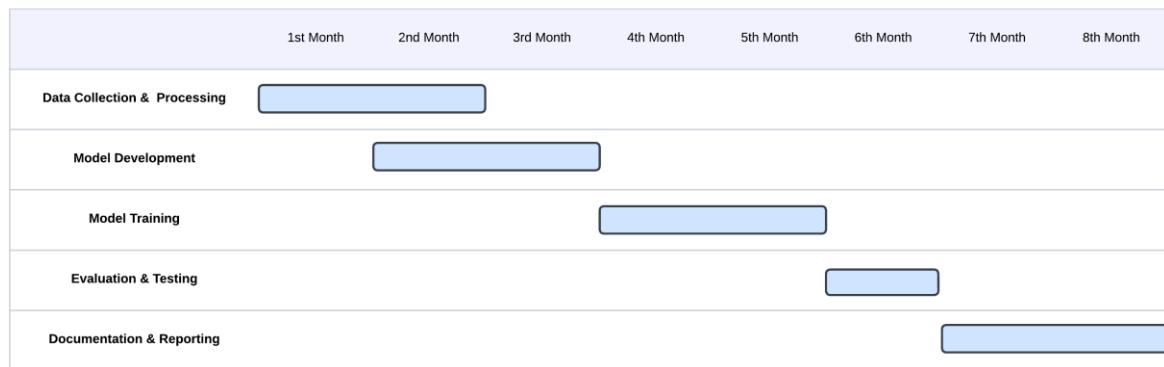 1st Month 2nd Month 3rd Month 4th Month 5th Month 6th Month 7th Month 8th Month
Data Collection & Processing
Model Development
Model Training
Evaluation & Testing
Documentation & Reporting